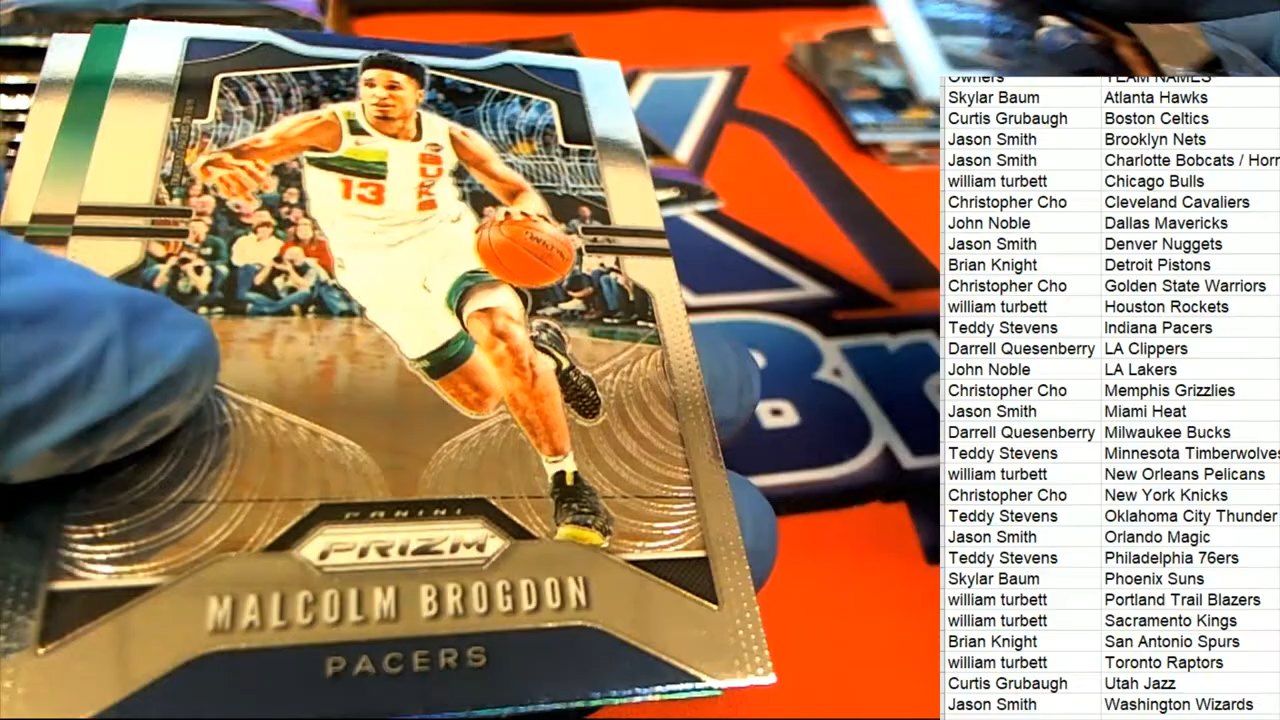 BUCKS
13
PANINI
PRIZM
MALCOLM BROGDON
PACERS
K
Br
Owners TEAM NAMES
Skylar Baum Atlanta Hawks
Curtis Grubaugh Boston Celtics
Jason Smith Brooklyn Nets
Jason Smith Charlotte Bobcats / Horn
william turbett Chicago Bulls
Christopher Cho Cleveland Cavaliers
John Noble Dallas Mavericks
Jason Smith Denver Nuggets
Brian Knight Detroit Pistons
Christopher Cho Golden State Warriors
william turbett Houston Rockets
Teddy Stevens Indiana Pacers
Darrell Quesenberry LA Clippers
John Noble LA Lakers
Christopher Cho Memphis Grizzlies
Jason Smith Miami Heat
Darrell Quesenberry Milwaukee Bucks
Teddy Stevens Minnesota Timberwolves
william turbett New Orleans Pelicans
Christopher Cho New York Knicks
Teddy Stevens Oklahoma City Thunder
Jason Smith Orlando Magic
Teddy Stevens Philadelphia 76ers
Skylar Baum Phoenix Suns
william turbett Portland Trail Blazers
william turbett Sacramento Kings
Brian Knight San Antonio Spurs
william turbett Toronto Raptors
Curtis Grubaugh Utah Jazz
Jason Smith Washington Wizards